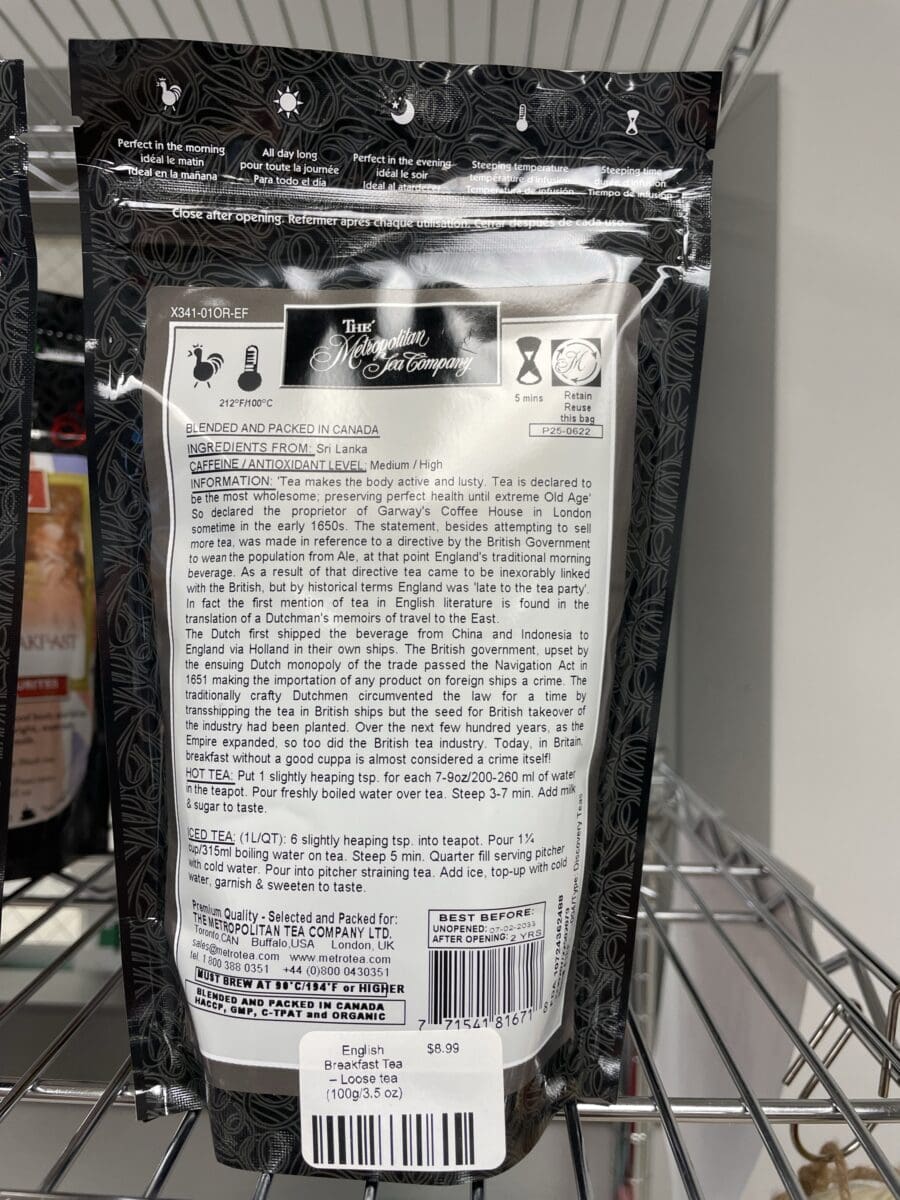 Perfect in the morning
idéal le matin
Ideal en la mañana
All day long
pour toute la journée
Para todo el día
Perfect in the evening
idéal le soir
Ideal al atardecer
Steeping temperature
température d'infusion
Temperatura de infusión
Steeping time
Durée d'infusion
Tiempo de infusión
Close after opening. Refermer après chaque utilisation. Cerrar después de cada uso.
X341-01OR-EF
THE
Metropolitan
Tea Company
212°F/100°C
5 mins
Retain
Reuse
this bag
P25-0622
BLENDED AND PACKED IN CANADA
INGREDIENTS FROM: Sri Lanka
CAFFEINE / ANTIOXIDANT LEVEL: Medium / High
INFORMATION: 'Tea makes the body active and lusty. Tea is declared to
be the most wholesome; preserving perfect health until extreme Old Age'
So declared the proprietor of Garway's Coffee House in London
sometime in the early 1650s. The statement, besides attempting to sell
more tea, was made in reference to a directive by the British Government
to wean the population from Ale, at that point England's traditional morning
beverage. As a result of that directive tea came to be inexorably linked
with the British, but by historical terms England was 'late to the tea party'.
In fact the first mention of tea in English literature is found in the
translation of a Dutchman's memoirs of travel to the East.
The Dutch first shipped the beverage from China and Indonesia to
England via Holland in their own ships. The British government, upset by
the ensuing Dutch monopoly of the trade passed the Navigation Act in
1651 making the importation of any product on foreign ships a crime. The
traditionally crafty Dutchmen circumvented the law for a time by
transshipping the tea in British ships but the seed for British takeover of
the industry had been planted. Over the next few hundred years, as the
Empire expanded, so too did the British tea industry. Today, in Britain,
breakfast without a good cuppa is almost considered a crime itself!
HOT TEA: Put 1 slightly heaping tsp. for each 7-9oz/200-260 ml of water
in the teapot. Pour freshly boiled water over tea. Steep 3-7 min. Add milk
& sugar to taste.
ICED TEA: (1L/QT): 6 slightly heaping tsp. into teapot. Pour 1¼
cup/315ml boiling water on tea. Steep 5 min. Quarter fill serving pitcher
with cold water. Pour into pitcher straining tea. Add ice, top-up with cold
water, garnish & sweeten to taste.
Premium Quality - Selected and Packed for:
THE METROPOLITAN TEA COMPANY LTD.
Toronto,CAN Buffalo,USA London, UK
sales@metrotea.com www.metrotea.com
tel. 1 800 388 0351 +44 (0)800 0430351
MUST BREW AT 90°C/194°F or HIGHER
BLENDED AND PACKED IN CANADA
HACCP, GMP, C-TPAT and ORGANIC
BEST BEFORE:
UNOPENED: 07-02-2033
AFTER OPENING: 2 YRS
7 71541 81671 8
Discovery Teas
English
Breakfast Tea
– Loose tea
(100g/3.5 oz)
$8.99